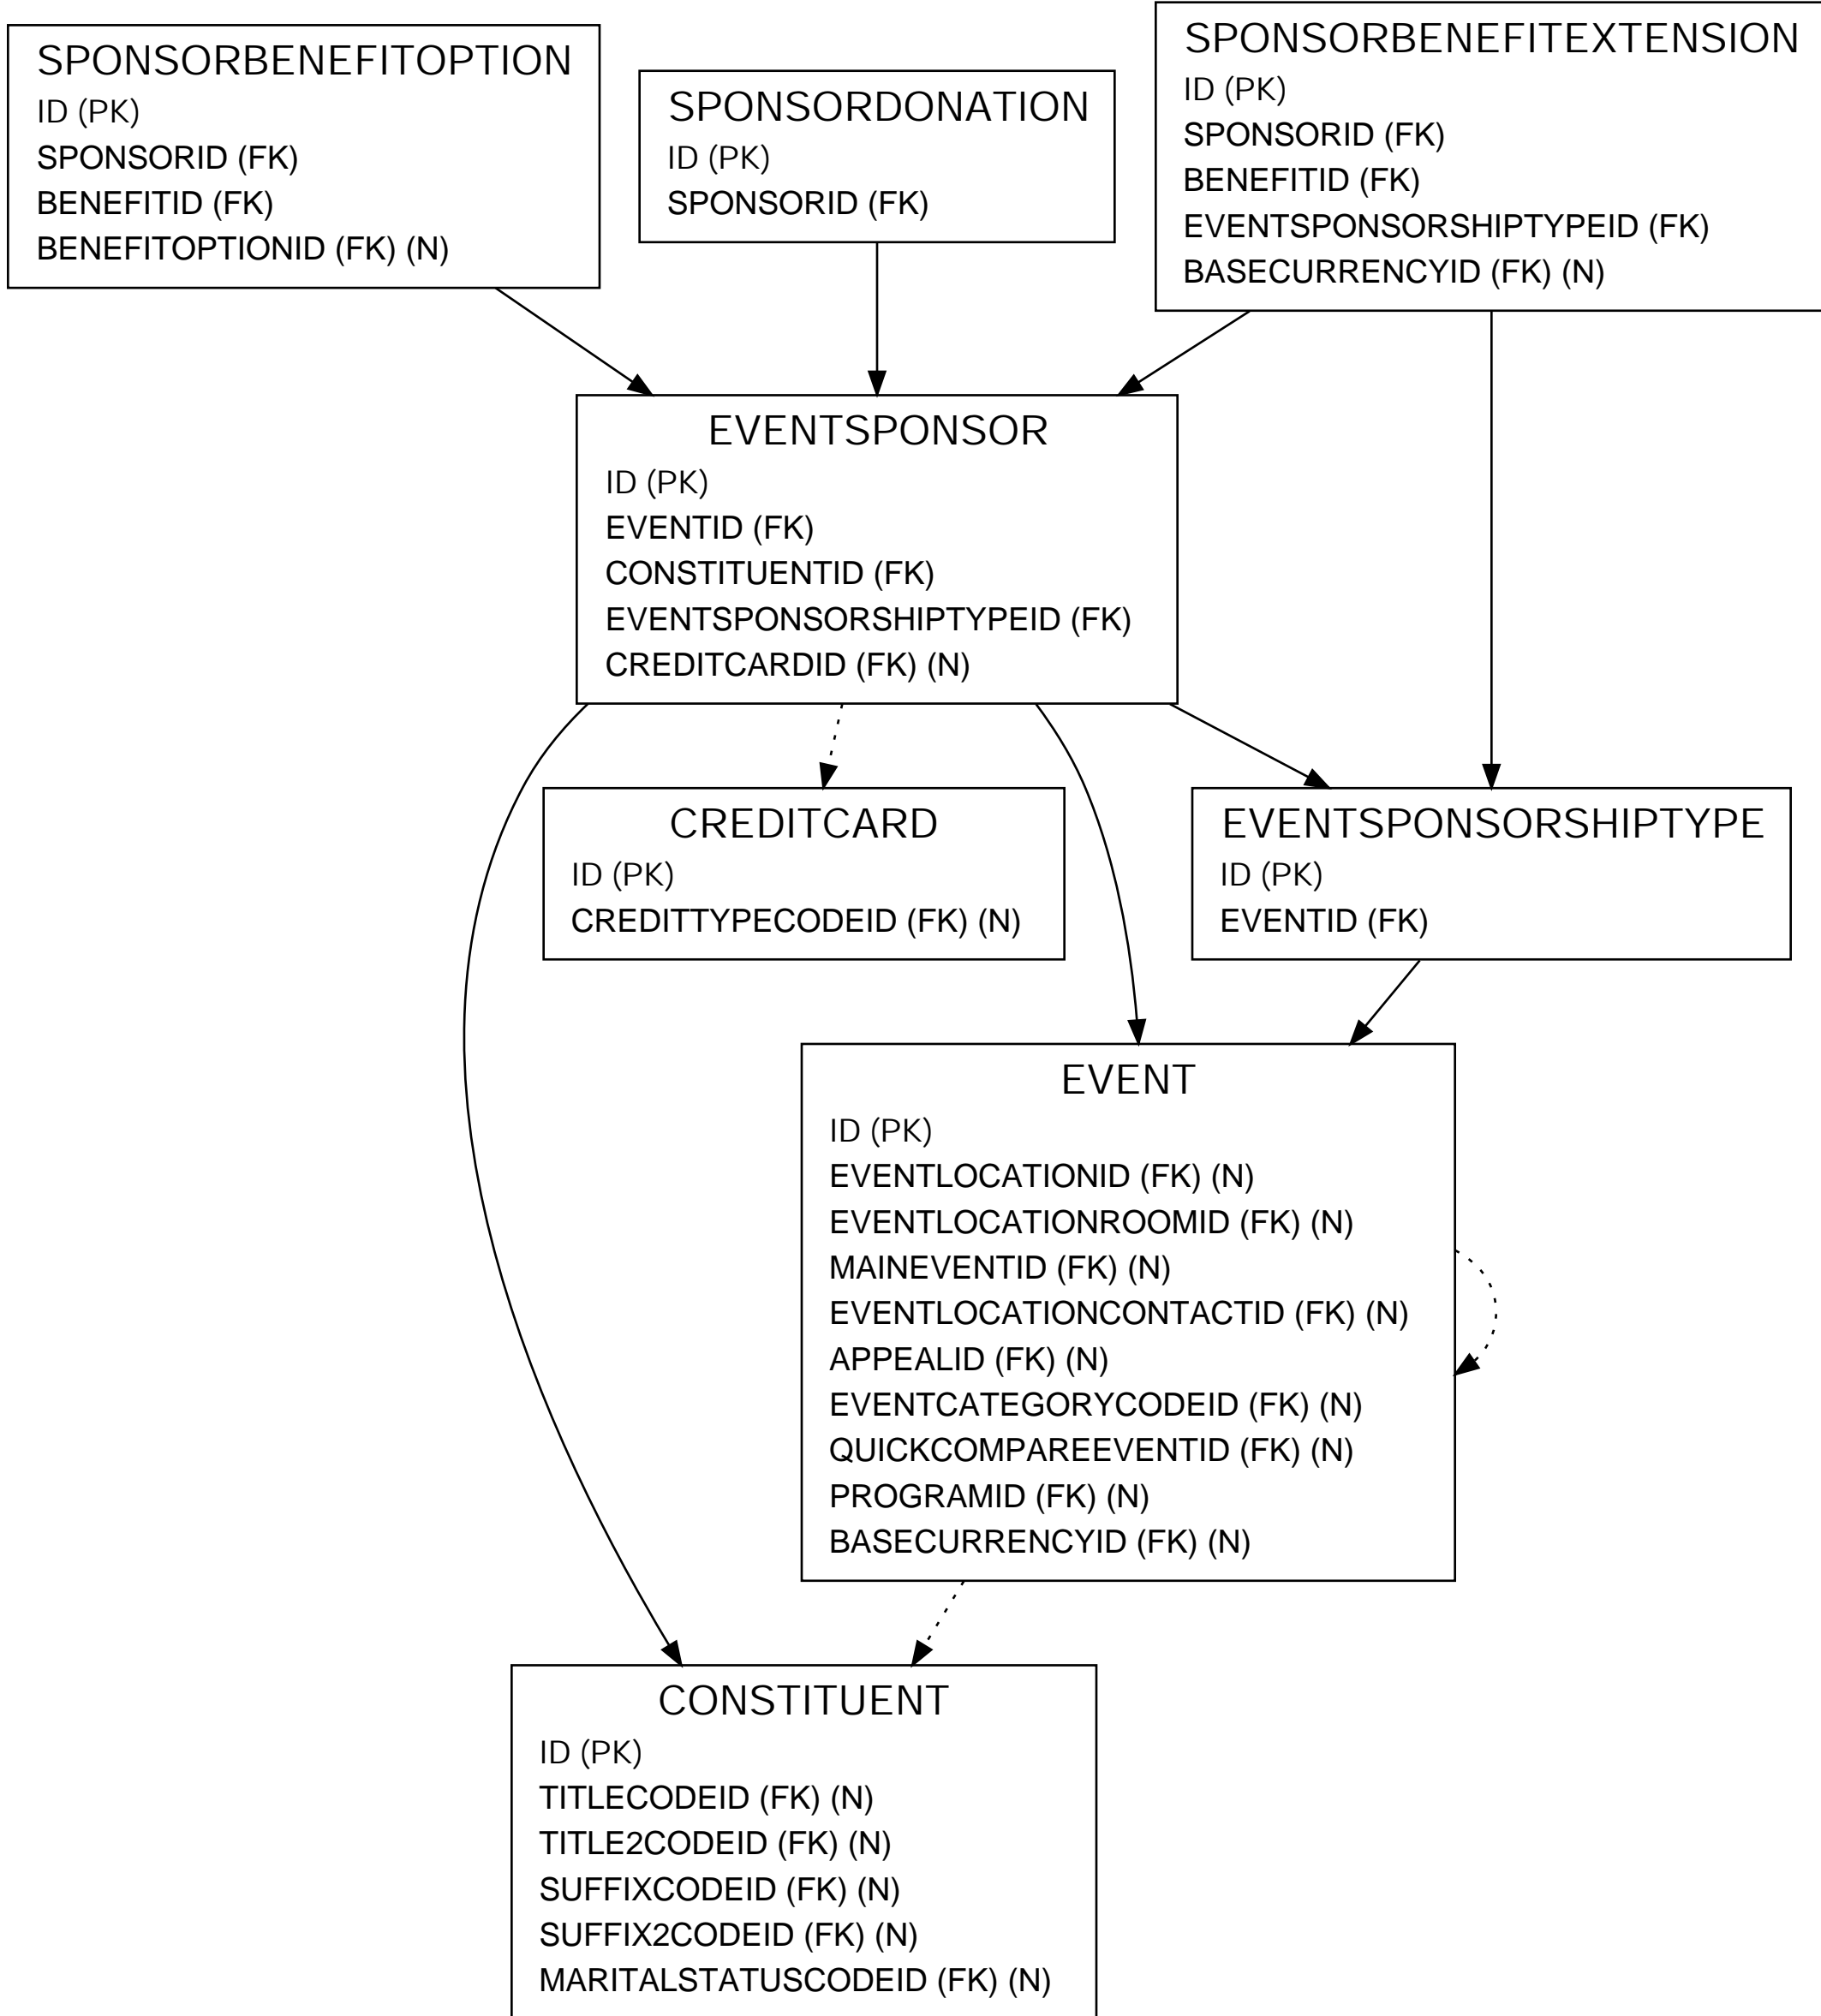 SPONSORBENEFITOPTION
ID (PK)
SPONSORID (FK)
BENEFITID (FK)
BENEFITOPTIONID (FK) (N)
SPONSORDONATION
ID (PK)
SPONSORID (FK)
SPONSORBENEFITEXTENSION
ID (PK)
SPONSORID (FK)
BENEFITID (FK)
EVENTSPONSORSHIPTYPEID (FK)
BASECURRENCYID (FK) (N)
EVENTSPONSOR
ID (PK)
EVENTID (FK)
CONSTITUENTID (FK)
EVENTSPONSORSHIPTYPEID (FK)
CREDITCARDID (FK) (N)
CREDITCARD
ID (PK)
CREDITTYPECODEID (FK) (N)
EVENTSPONSORSHIPTYPE
ID (PK)
EVENTID (FK)
EVENT
ID (PK)
EVENTLOCATIONID (FK) (N)
EVENTLOCATIONROOMID (FK) (N)
MAINEVENTID (FK) (N)
EVENTLOCATIONCONTACTID (FK) (N)
APPEALID (FK) (N)
EVENTCATEGORYCODEID (FK) (N)
QUICKCOMPAREEVENTID (FK) (N)
PROGRAMID (FK) (N)
BASECURRENCYID (FK) (N)
CONSTITUENT
ID (PK)
TITLECODEID (FK) (N)
TITLE2CODEID (FK) (N)
SUFFIXCODEID (FK) (N)
SUFFIX2CODEID (FK) (N)
MARITALSTATUSCODEID (FK) (N)